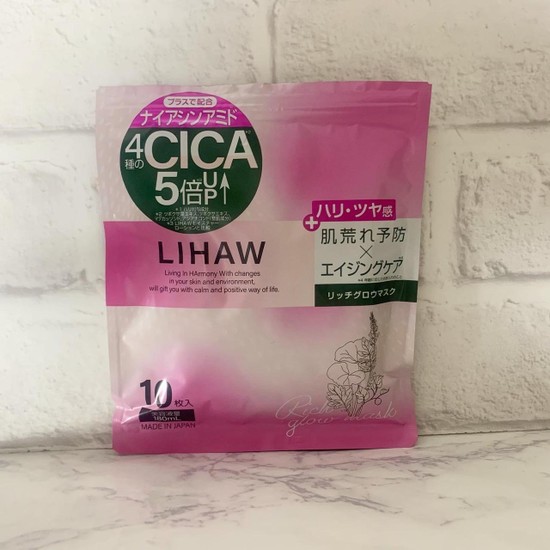 プラスで配合
ナイアシンアミド
4種のCICA
5倍UP
+ハリ・ツヤ感
肌荒れ予防
×
エイジングケア
リッチグロウマスク
LIHAW
Living In HArmony With changes
in your skin and environment,
will gift you with calm and positive way of life.
10枚入
180mL
MADE IN JAPAN
Rich
glow mask